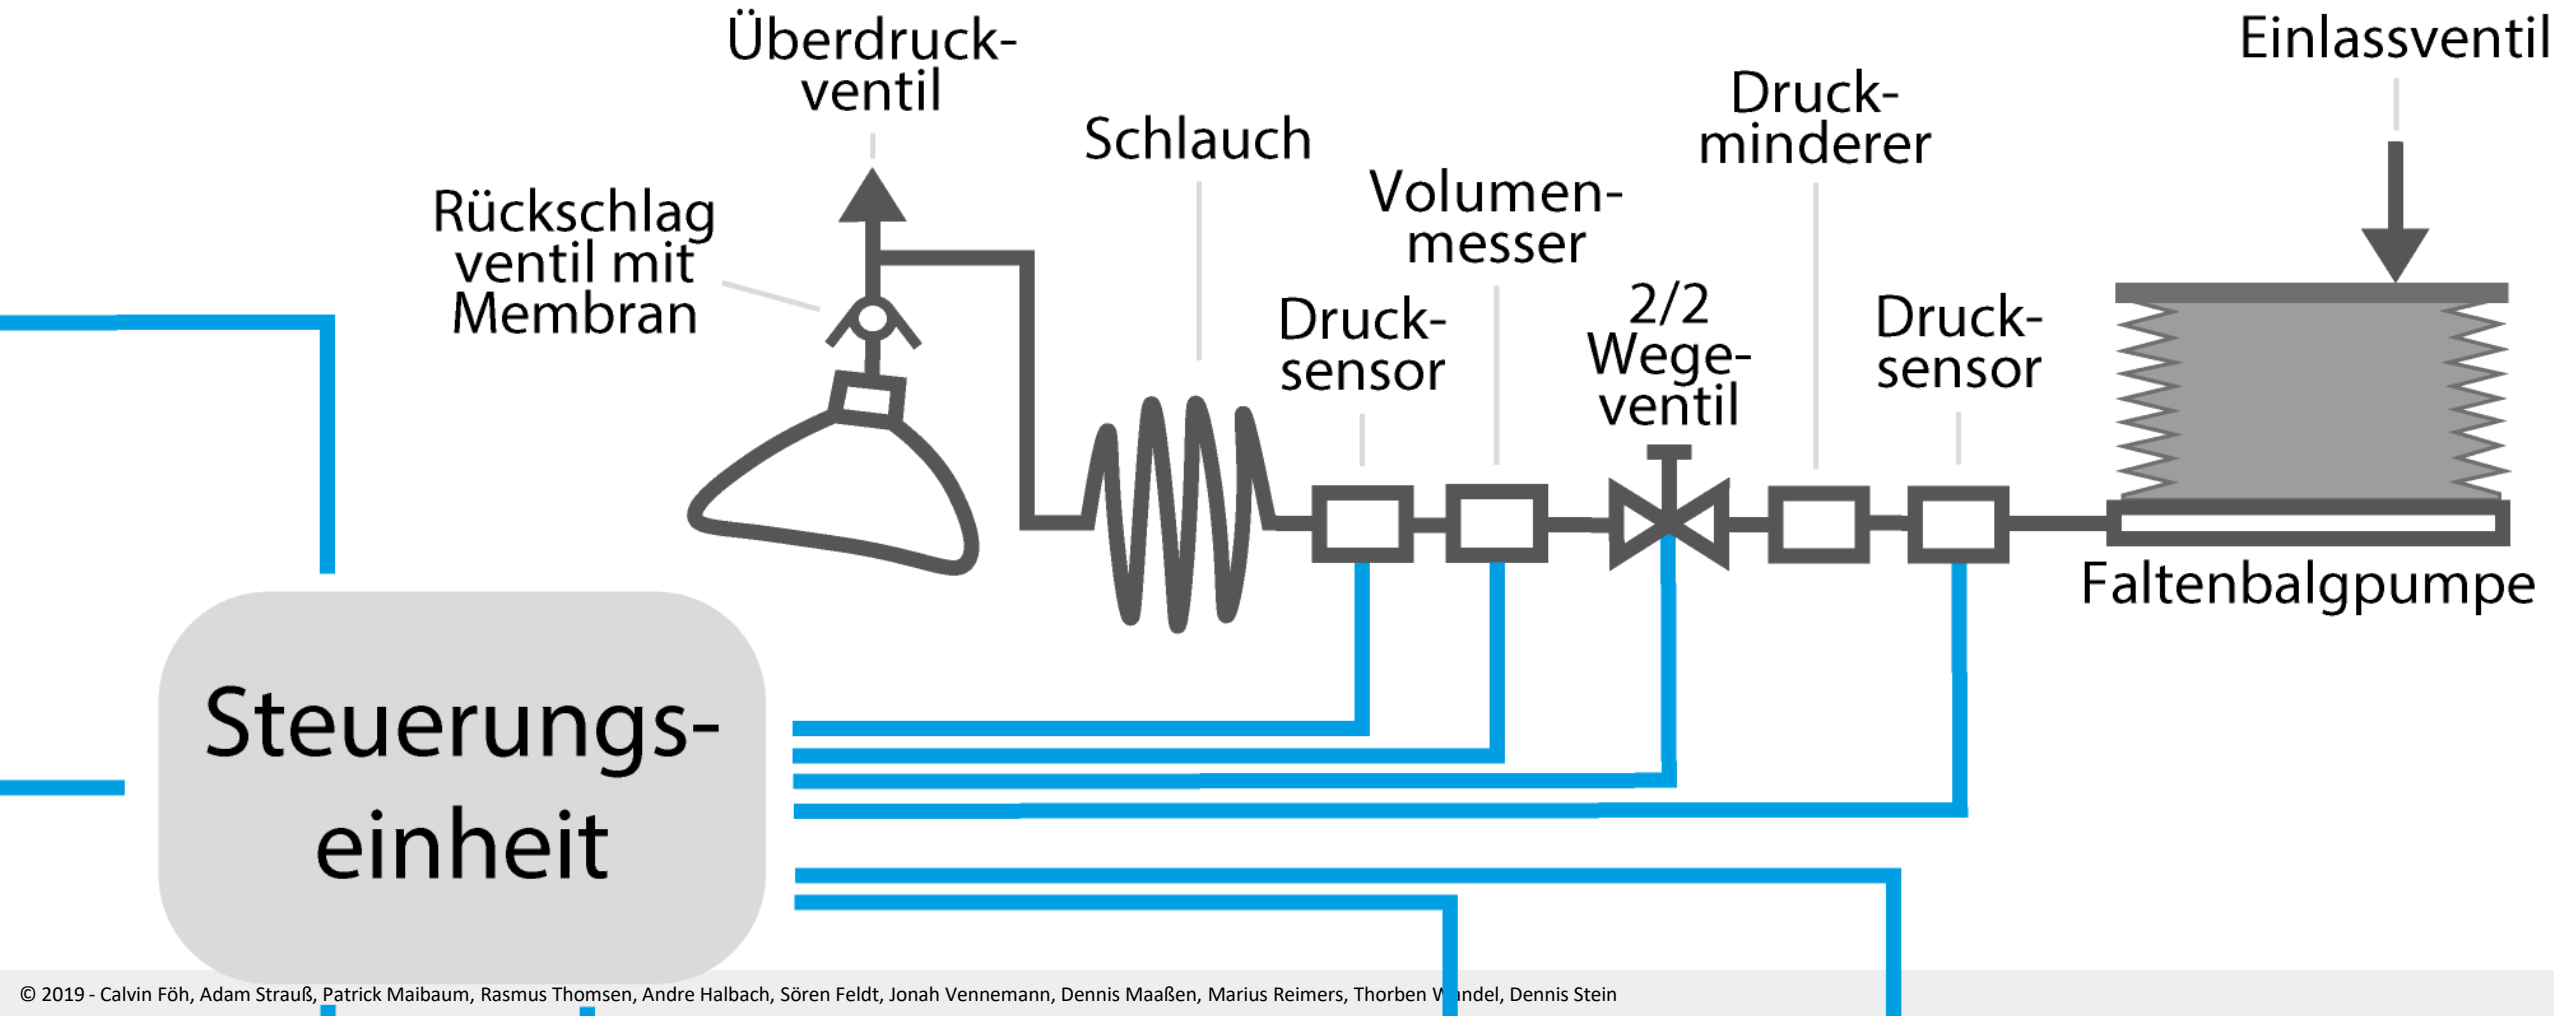 Überdruck-
ventil
Einlassventil
Druck-
minderer
Schlauch
Volumen-
messer
Rückschlag
ventil mit
Membran
Druck-
sensor
2/2
Wege-
ventil
Druck-
sensor
Faltenbalgpumpe
Steuerungs-
einheit
© 2019 - Calvin Föh, Adam Strauß, Patrick Maibaum, Rasmus Thomsen, Andre Halbach, Sören Feldt, Jonah Vennemann, Dennis Maaßen, Marius Reimers, Thorben Wandel, Dennis Stein